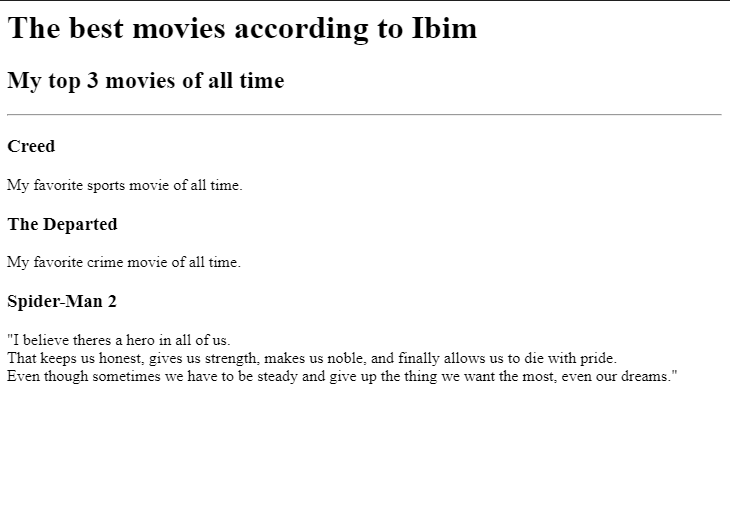 The best movies according to Ibim
My top 3 movies of all time
Creed
My favorite sports movie of all time.
The Departed
My favorite crime movie of all time.
Spider-Man 2
"I believe theres a hero in all of us.
That keeps us honest, gives us strength, makes us noble, and finally allows us to die with pride.
Even though sometimes we have to be steady and give up the thing we want the most, even our dreams."